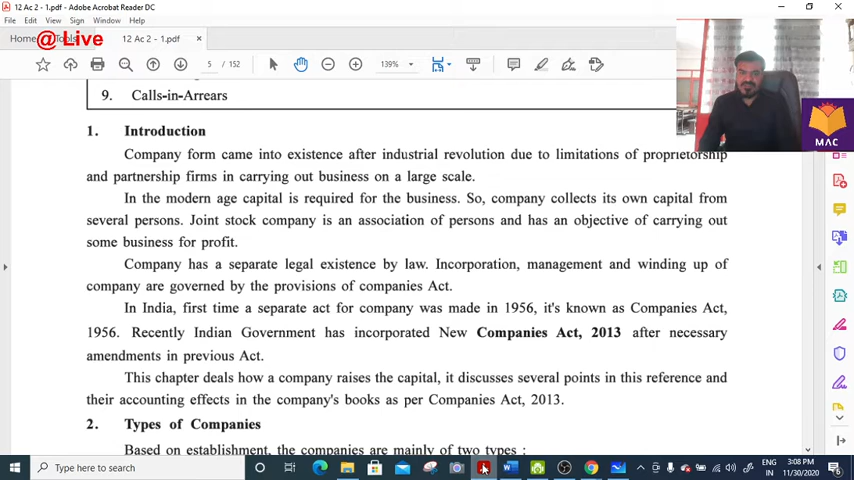 12 Ac 2 - 1.pdf - Adobe Acrobat Reader DC
File Edit View Sign Window Help
Home Tools 12 Ac 2 - 1.pdf ×
@ Live
5 / 152 139%
9. Calls-in-Arrears
1. Introduction
Company form came into existence after industrial revolution due to limitations of proprietorship
and partnership firms in carrying out business on a large scale.
In the modern age capital is required for the business. So, company collects its own capital from
several persons. Joint stock company is an association of persons and has an objective of carrying out
some business for profit.
Company has a separate legal existence by law. Incorporation, management and winding up of
company are governed by the provisions of companies Act.
In India, first time a separate act for company was made in 1956, it's known as Companies Act,
1956. Recently Indian Government has incorporated New Companies Act, 2013 after necessary
amendments in previous Act.
This chapter deals how a company raises the capital, it discusses several points in this reference and
their accounting effects in the company's books as per Companies Act, 2013.
2. Types of Companies
Based on establishment, the companies are mainly of two types :
MAC
Type here to search
ENG
IN
3:08 PM
11/30/2020